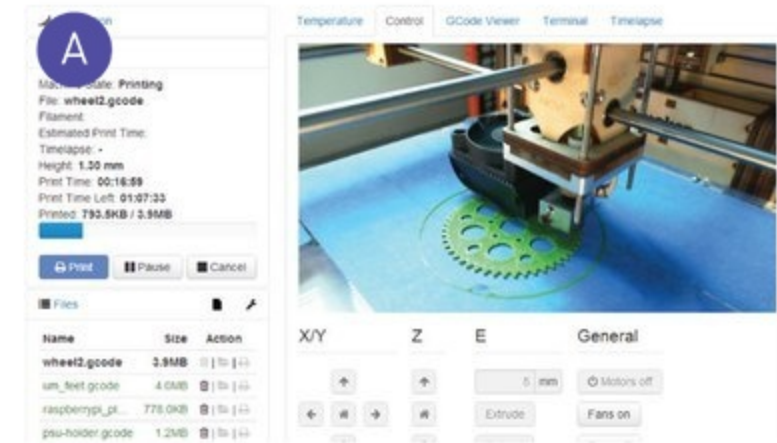 A
Temperature Control GCode Viewer Terminal Timelapse
Printing
File: wheel2.gcode
Filament:
Estimated Print Time:
Timelapse: -
Height: 1.30 mm
Print Time: 00:16:59
Print Time Left: 01:07:33
Printed: 793.5KB / 3.9MB
Print Pause Cancel
Files
Name Size Action
wheel2.gcode 3.9MB
um_feet.gcode 4.0MB
raspberrypi_pl... 778.0KB
psu-holder.gcode 1.2MB
X/Y Z E General
5 mm Motors off
Extrude Fans on